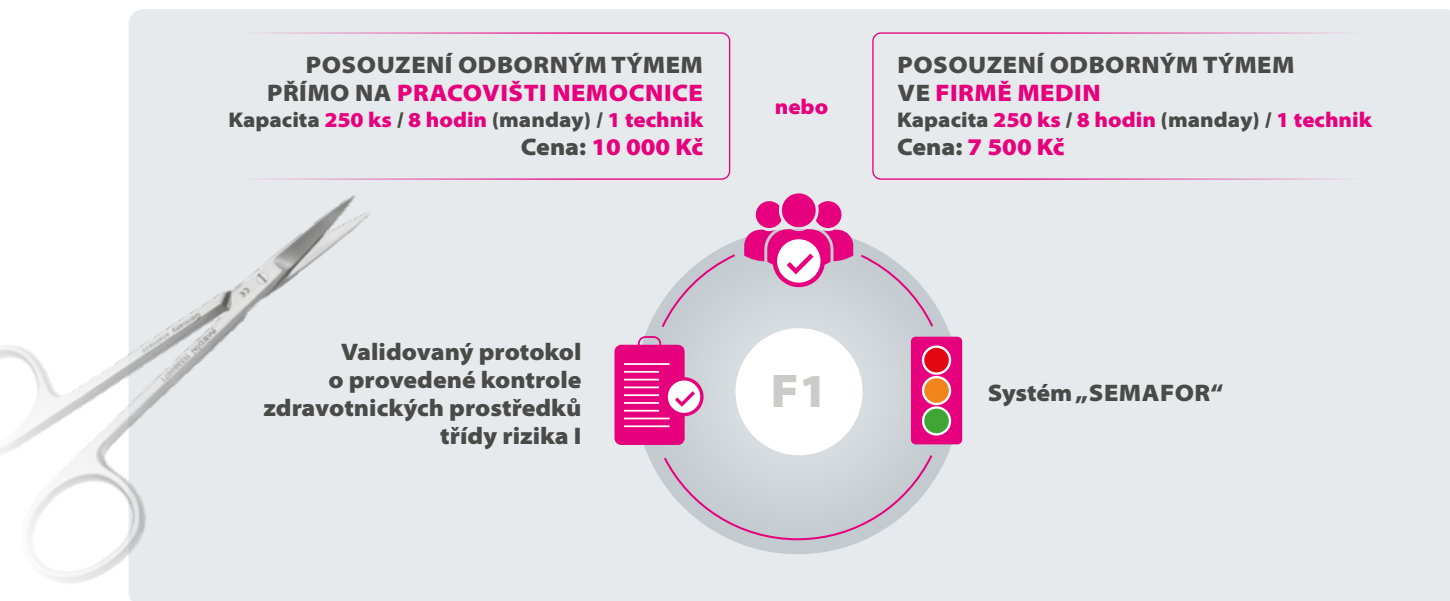 POSOUZENÍ ODBORNÝM TÝMEM
PŘÍMO NA PRACOVIŠTI NEMOCNICE
Kapacita 250 ks / 8 hodin (manday) / 1 technik
Cena: 10 000 Kč
nebo
POSOUZENÍ ODBORNÝM TÝMEM
VE FIRMĚ MEDIN
Kapacita 250 ks / 8 hodin (manday) / 1 technik
Cena: 7 500 Kč
Validovaný protokol
o provedené kontrole
zdravotnických prostředků
třídy rizika I
F1
Systém „SEMAFOR“
MEDIN